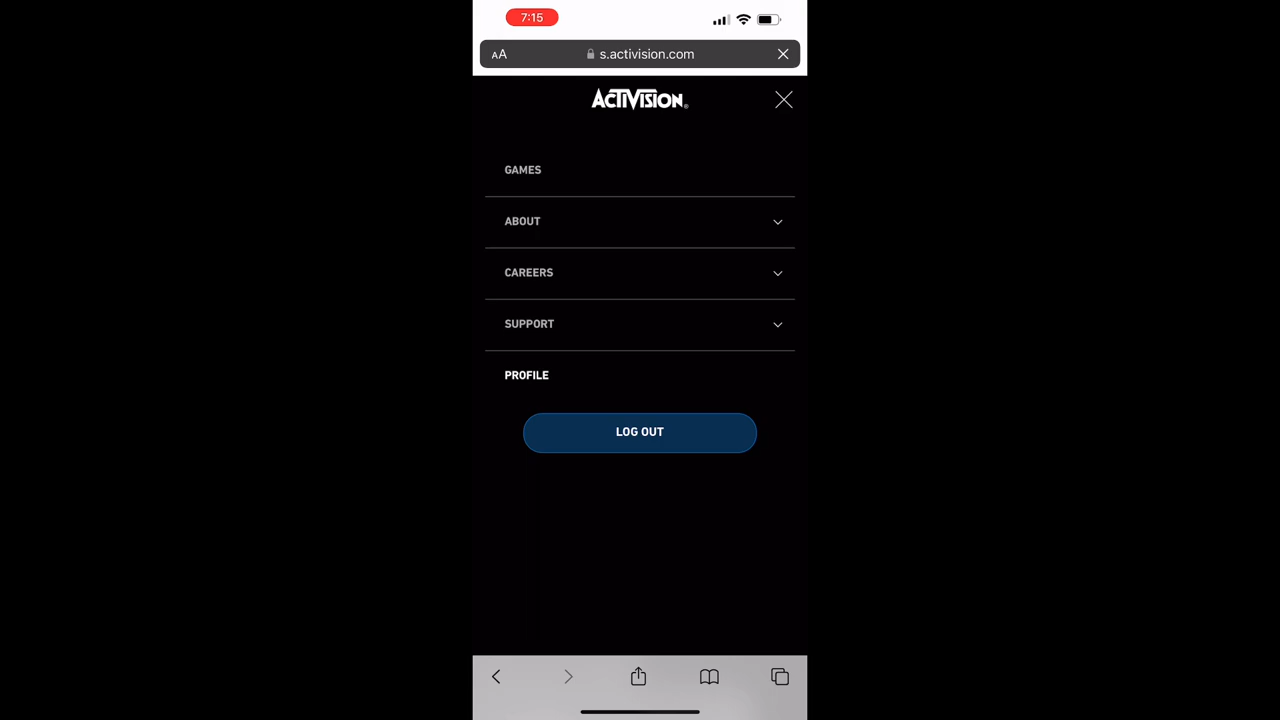 7:15
AA s.activision.com
ACTIVISION®
GAMES
ABOUT
CAREERS
SUPPORT
PROFILE
LOG OUT